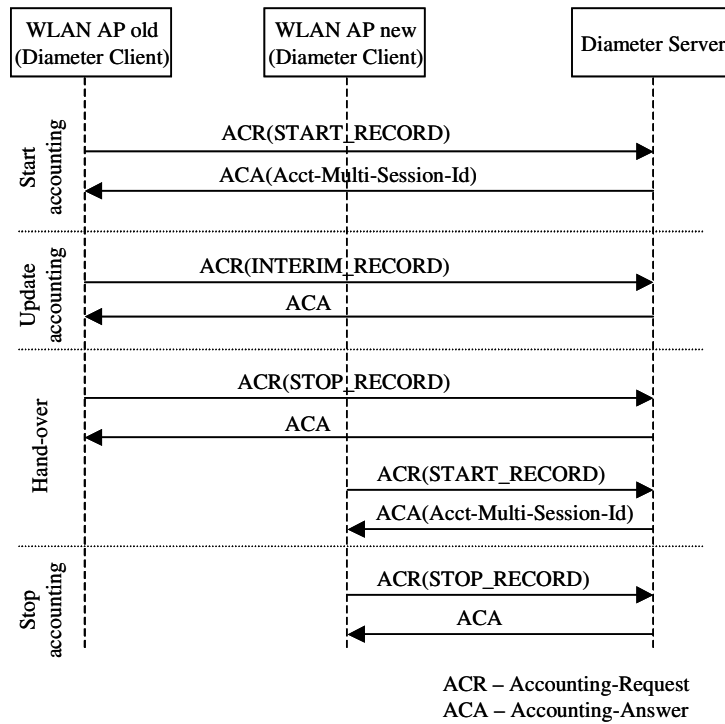 WLAN AP old
(Diameter Client)
WLAN AP new
(Diameter Client)
Diameter Server
Start
accounting
ACR(START_RECORD)
ACA(Acct-Multi-Session-Id)
Update
accounting
ACR(INTERIM_RECORD)
ACA
Hand-over
ACR(STOP_RECORD)
ACA
ACR(START_RECORD)
ACA(Acct-Multi-Session-Id)
Stop
accounting
ACR(STOP_RECORD)
ACA
ACR – Accounting-Request
ACA – Accounting-Answer